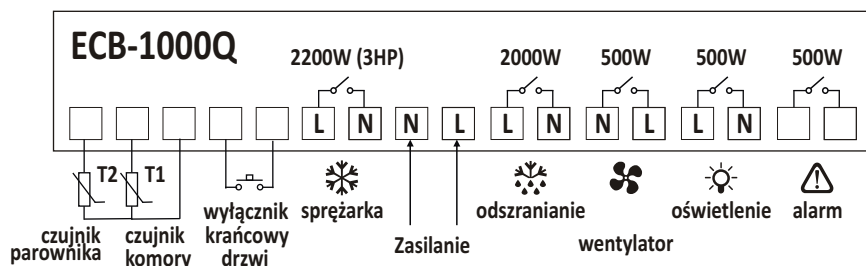 ECB-1000Q
2200W (3HP) 2000W 500W 500W 500W
L N N L L N N L L N
T2 T1
czujnik parownika
czujnik komory
wyłącznik krańcowy drzwi
sprężarka
Zasilanie
odszranianie
wentylator
oświetlenie
alarm